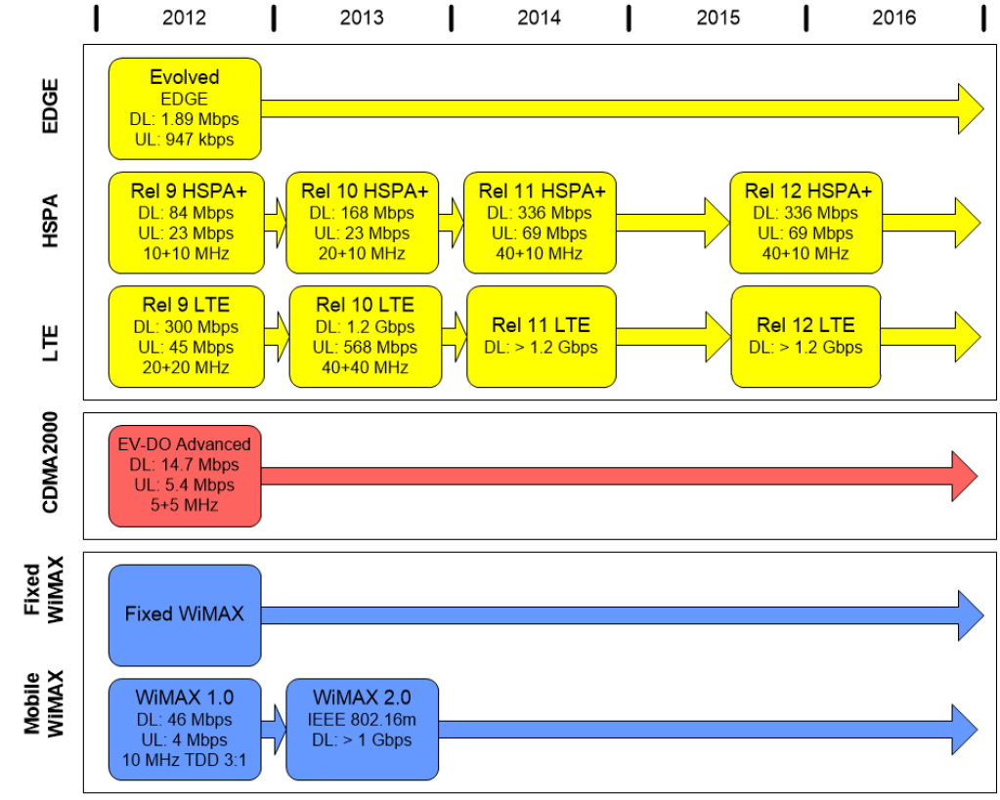 2012 2013 2014 2015 2016
EDGE
Evolved
EDGE
DL: 1.89 Mbps
UL: 947 kbps
HSPA
Rel 9 HSPA+
DL: 84 Mbps
UL: 23 Mbps
10+10 MHz
Rel 10 HSPA+
DL: 168 Mbps
UL: 23 Mbps
20+10 MHz
Rel 11 HSPA+
DL: 336 Mbps
UL: 69 Mbps
40+10 MHz
Rel 12 HSPA+
DL: 336 Mbps
UL: 69 Mbps
40+10 MHz
LTE
Rel 9 LTE
DL: 300 Mbps
UL: 45 Mbps
20+20 MHz
Rel 10 LTE
DL: 1.2 Gbps
UL: 568 Mbps
40+40 MHz
Rel 11 LTE
DL: > 1.2 Gbps
Rel 12 LTE
DL: > 1.2 Gbps
CDMA2000
EV-DO Advanced
DL: 14.7 Mbps
UL: 5.4 Mbps
5+5 MHz
Fixed
WiMAX
Fixed WiMAX
Mobile
WiMAX
WiMAX 1.0
DL: 46 Mbps
UL: 4 Mbps
10 MHz TDD 3:1
WiMAX 2.0
IEEE 802.16m
DL: > 1 Gbps